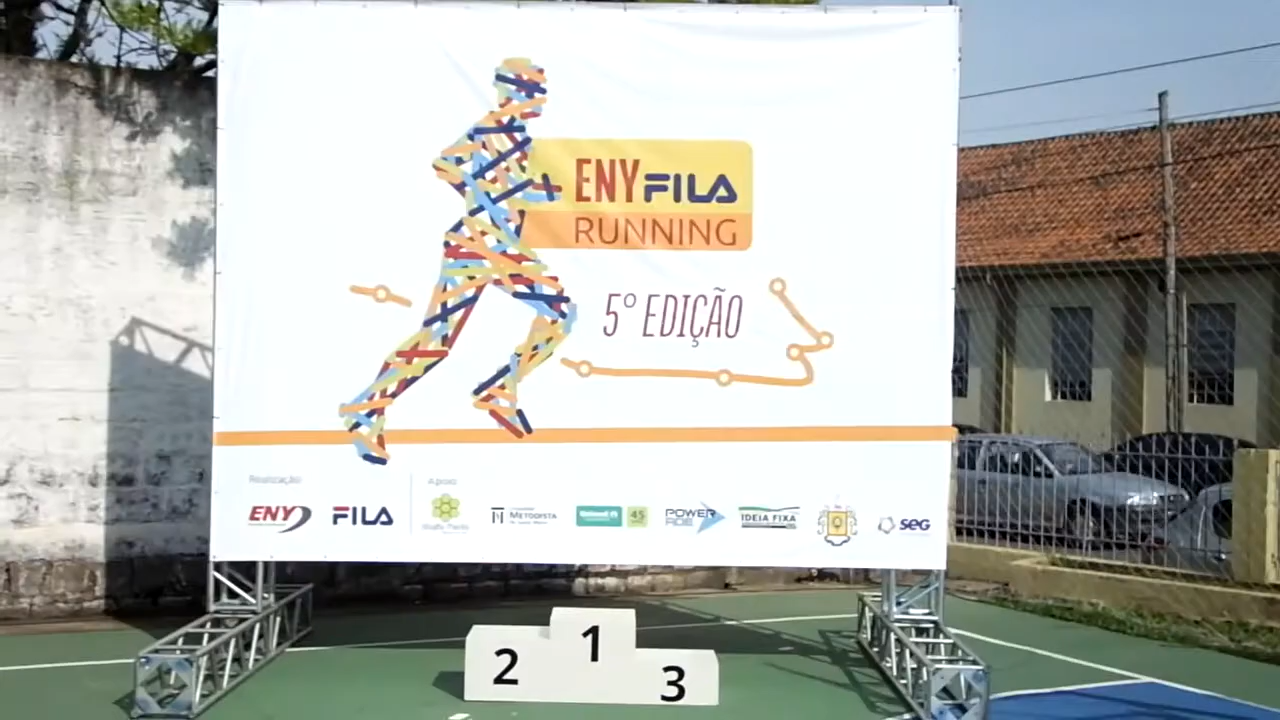 ENY FILA
RUNNING
5º EDIÇÃO
Realização
Apoio
ENY
FILA
METODISTA
Unimed
45
POWER
RIDE
IDEIA FIXA
SEG
1
2
3